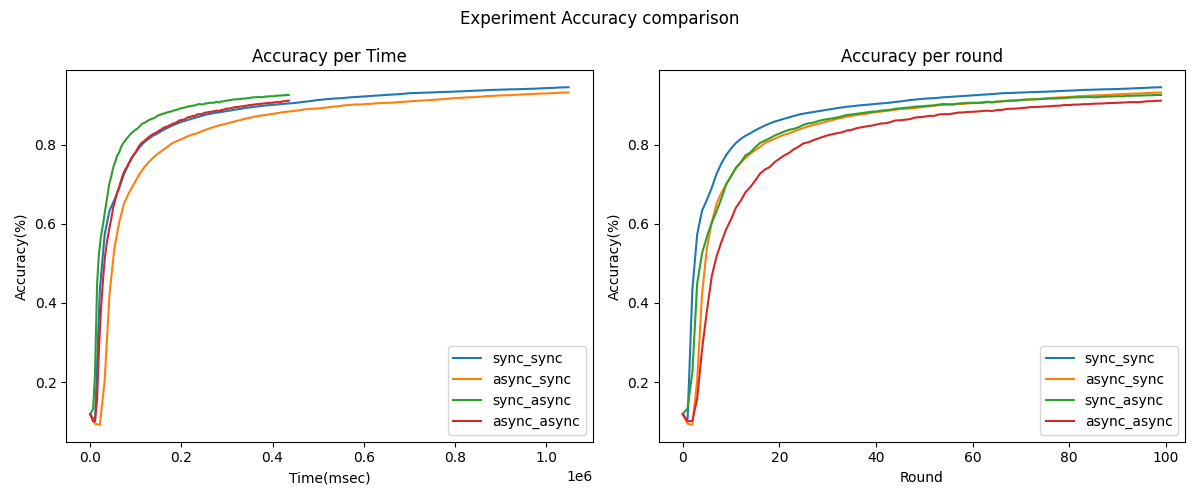 Experiment Accuracy comparison
Accuracy per Time
Accuracy(%)
0.8
0.6
0.4
0.2
0.0 0.2 0.4 0.6 0.8 1.0
1e6
Time(msec)
sync_sync
async_sync
sync_async
async_async
Accuracy per round
Accuracy(%)
0.8
0.6
0.4
0.2
0 20 40 60 80 100
Round
sync_sync
async_sync
sync_async
async_async